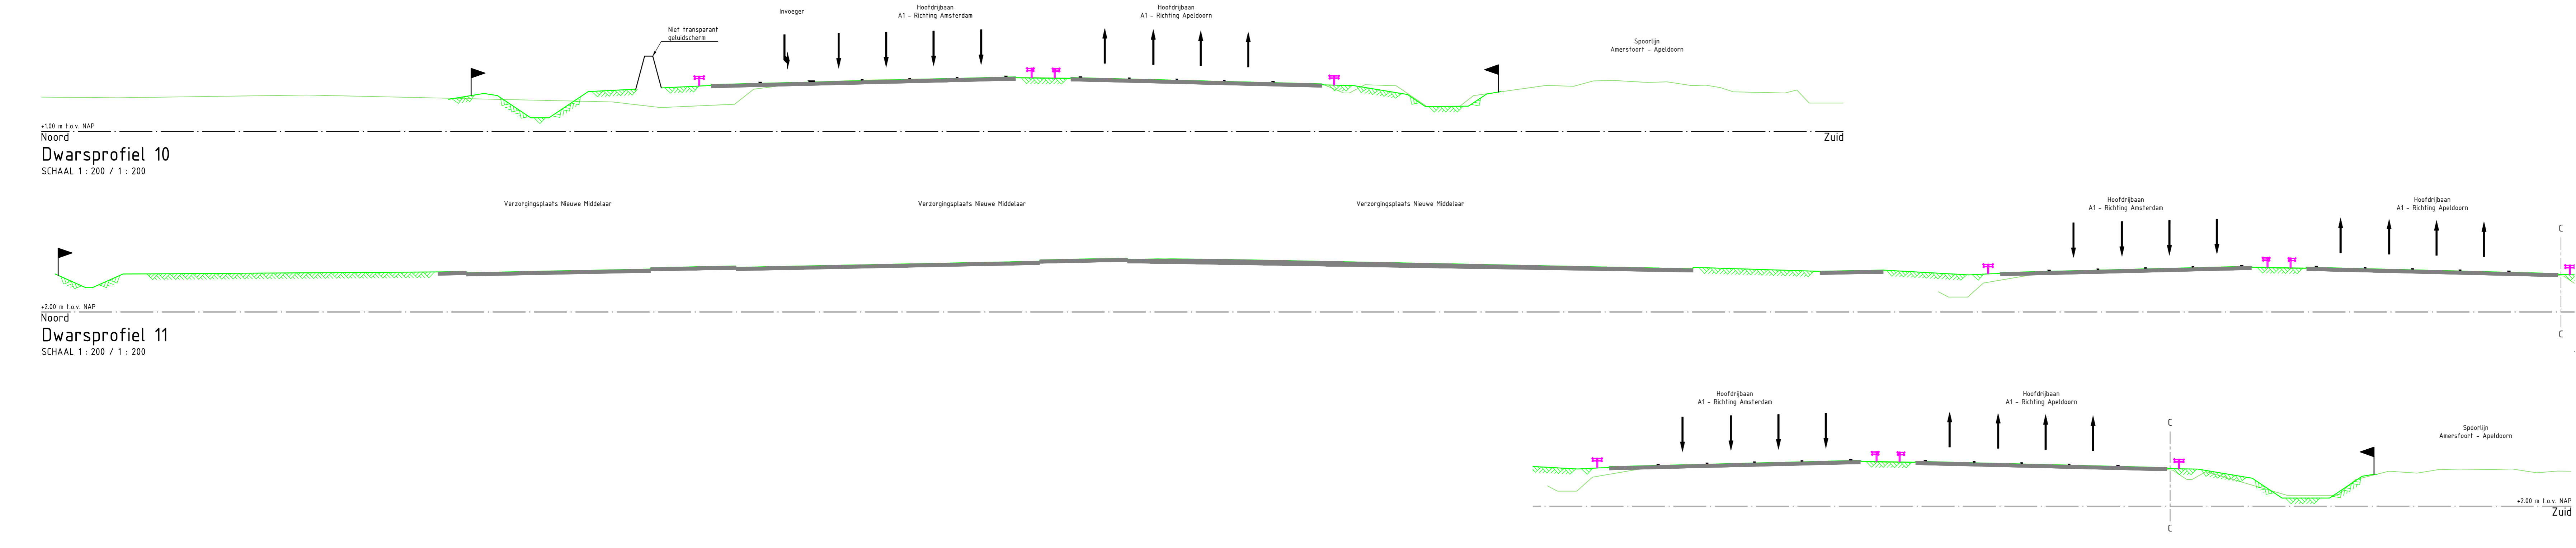 Invoeger
Hoofdrijbaan
A1 - Richting Amsterdam
Hoofdrijbaan
A1 - Richting Apeldoorn
Niet transparant
geluidscherm
Spoorlijn
Amersfoort - Apeldoorn
+1.00 m t.o.v. NAP
Noord
Zuid
Dwarsprofiel 10
SCHAAL 1 : 200 / 1 : 200
Verzorgingsplaats Nieuwe Middelaar
Verzorgingsplaats Nieuwe Middelaar
Verzorgingsplaats Nieuwe Middelaar
Hoofdrijbaan
A1 - Richting Amsterdam
Hoofdrijbaan
A1 - Richting Apeldoorn
C
+2.00 m t.o.v. NAP
Noord
C
Dwarsprofiel 11
SCHAAL 1 : 200 / 1 : 200
Hoofdrijbaan
A1 - Richting Amsterdam
Hoofdrijbaan
A1 - Richting Apeldoorn
C
Spoorlijn
Amersfoort - Apeldoorn
+2.00 m t.o.v. NAP
Zuid
C